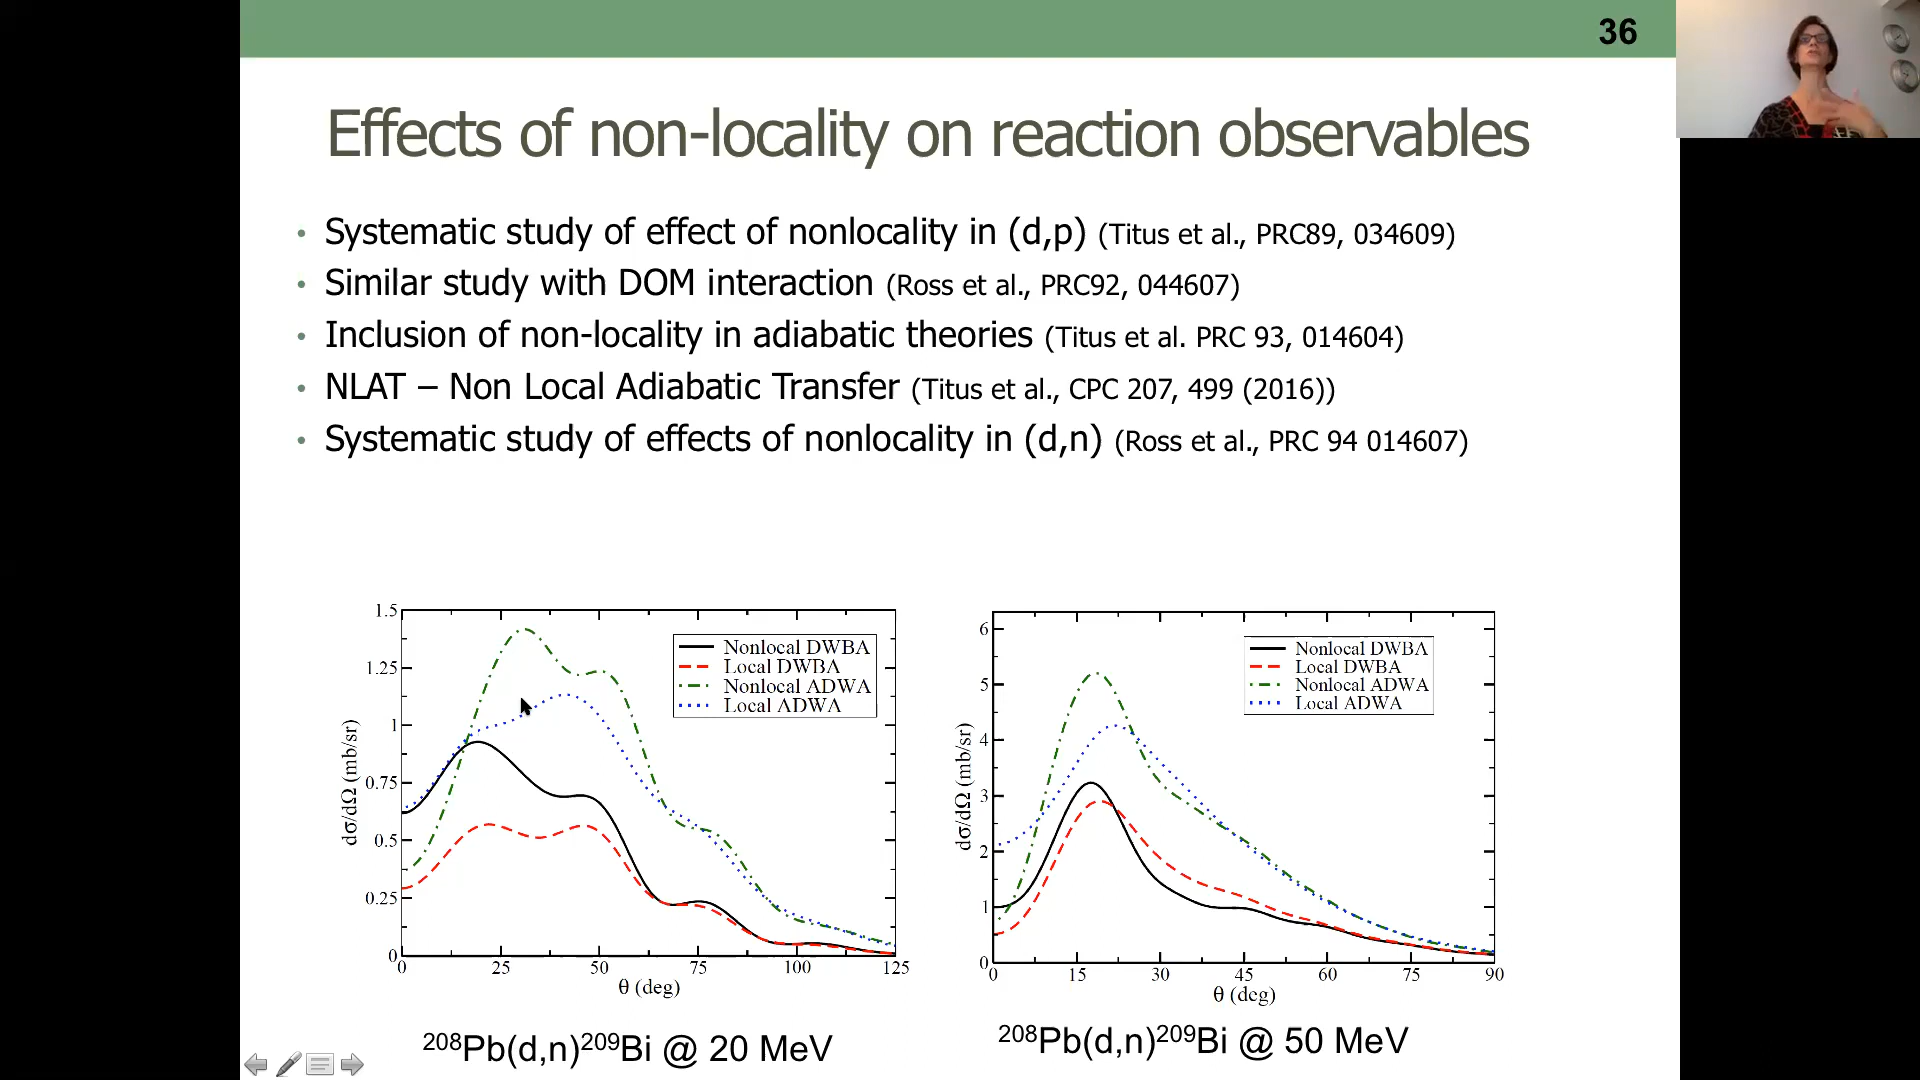 36
Effects of non-locality on reaction observables
• Systematic study of effect of nonlocality in (d,p) (Titus et al., PRC89, 034609)
• Similar study with DOM interaction (Ross et al., PRC92, 044607)
• Inclusion of non-locality in adiabatic theories (Titus et al. PRC 93, 014604)
• NLAT – Non Local Adiabatic Transfer (Titus et al., CPC 207, 499 (2016))
• Systematic study of effects of nonlocality in (d,n) (Ross et al., PRC 94 014607)
dσ/dΩ (mb/sr)
1.5
1.25
1
0.75
0.5
0.25
0
Nonlocal DWBA
Local DWBA
Nonlocal ADWA
Local ADWA
0 25 50 75 100 125
θ (deg)
²⁰⁸Pb(d,n)²⁰⁹Bi @ 20 MeV
dσ/dΩ (mb/sr)
6
5
4
3
2
1
0
Nonlocal DWBA
Local DWBA
Nonlocal ADWA
Local ADWA
0 15 30 45 60 75 90
θ (deg)
²⁰⁸Pb(d,n)²⁰⁹Bi @ 50 MeV